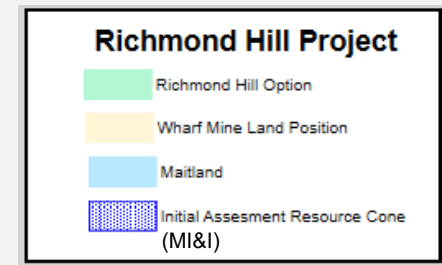 Richmond Hill Project
Richmond Hill Option
Wharf Mine Land Position
Maitland
Initial Assesment Resource Cone
(MI&I)